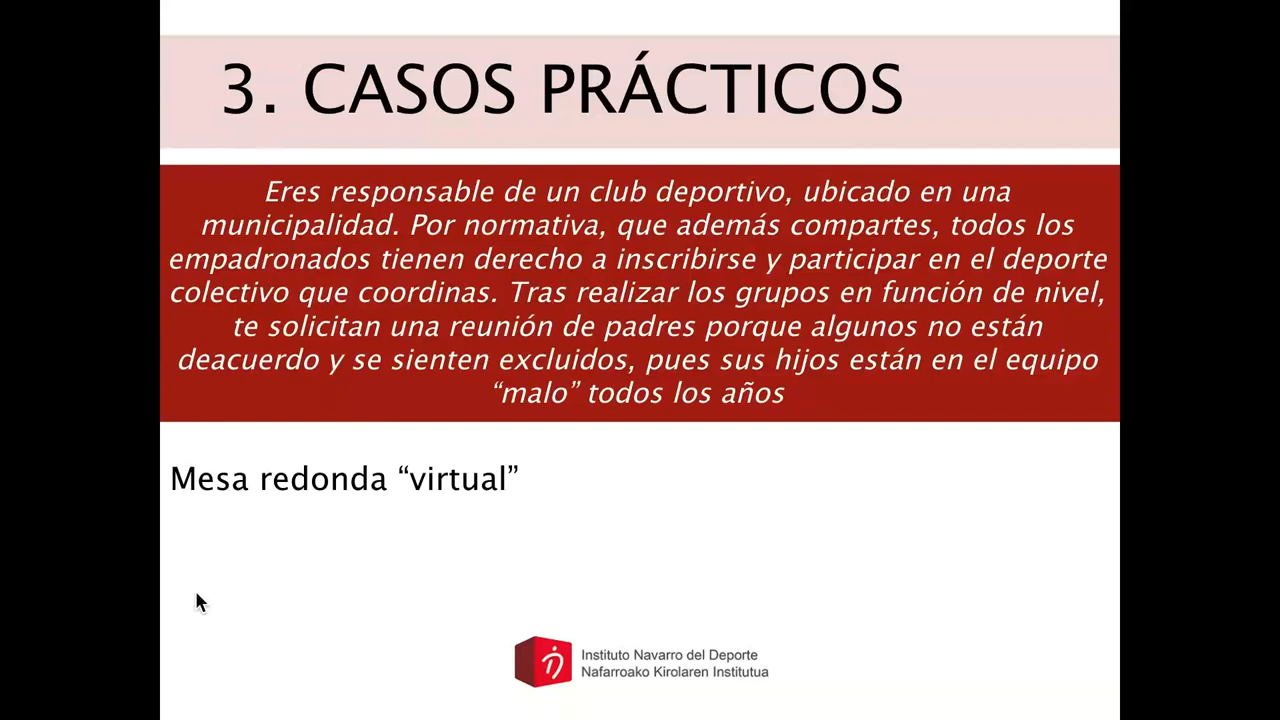 3. CASOS PRÁCTICOS
Eres responsable de un club deportivo, ubicado en una
municipalidad. Por normativa, que además compartes, todos los
empadronados tienen derecho a inscribirse y participar en el deporte
colectivo que coordinas. Tras realizar los grupos en función de nivel,
te solicitan una reunión de padres porque algunos no están
deacuerdo y se sienten excluidos, pues sus hijos están en el equipo
“malo” todos los años
Mesa redonda “virtual”
Instituto Navarro del Deporte
Nafarroako Kirolaren Institutua